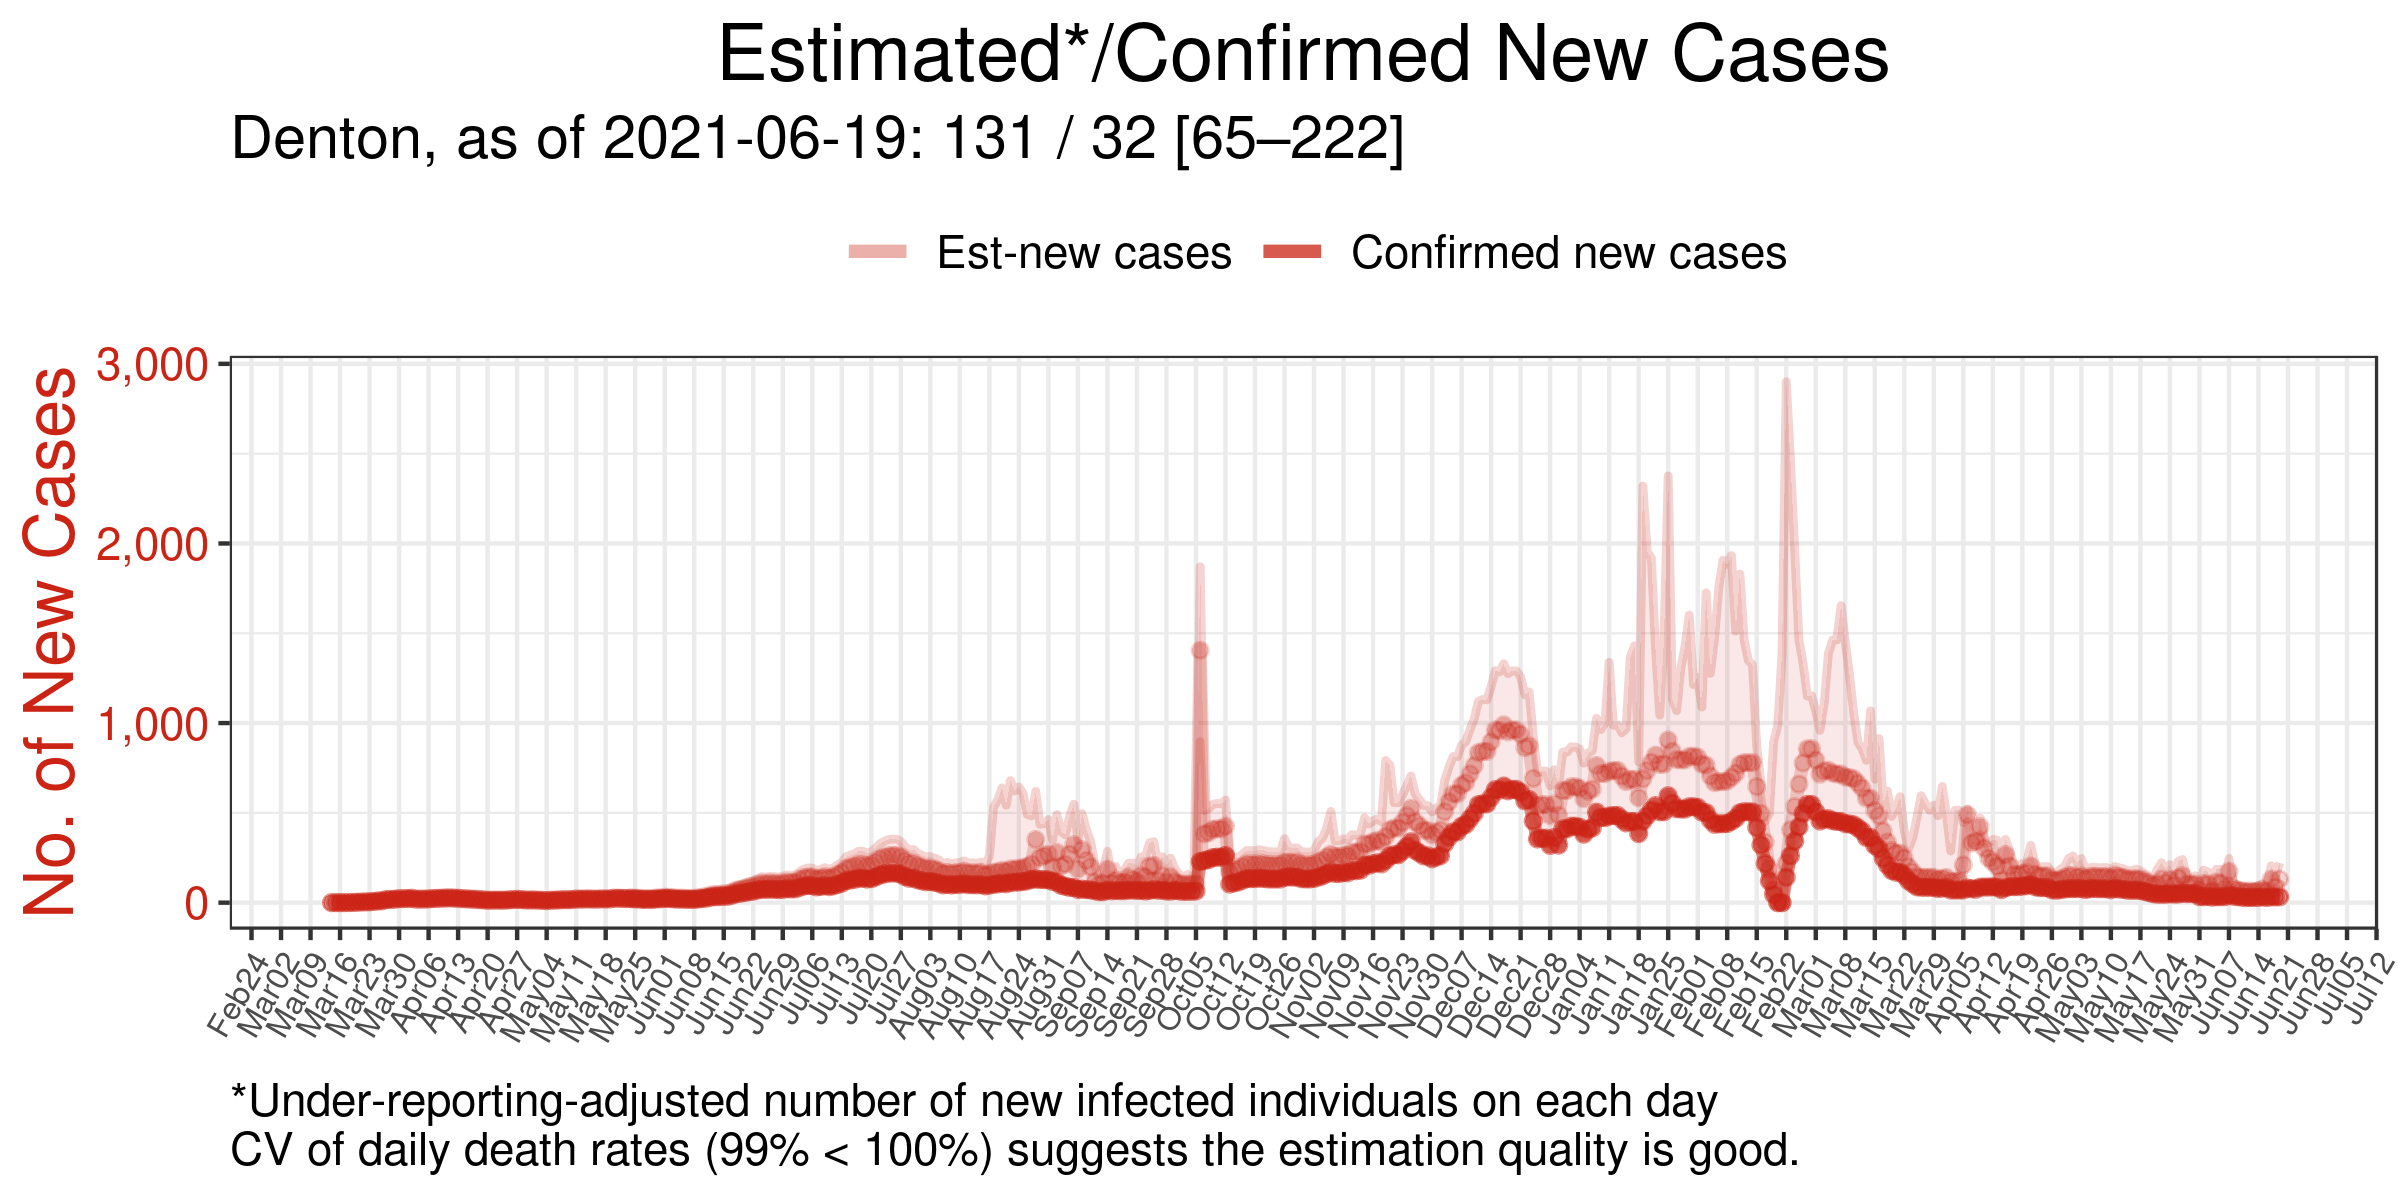 Estimated*/Confirmed New Cases
Denton, as of 2021-06-19: 131 / 32 [65–222]
Est-new cases
Confirmed new cases
No. of New Cases
3,000
2,000
1,000
0
Feb24
Mar02
Mar09
Mar16
Mar23
Mar30
Apr06
Apr13
Apr20
Apr27
May04
May11
May18
May25
Jun01
Jun08
Jun15
Jun22
Jun29
Jul06
Jul13
Jul20
Jul27
Aug03
Aug10
Aug17
Aug24
Aug31
Sep07
Sep14
Sep21
Sep28
Oct05
Oct12
Oct19
Oct26
Nov02
Nov09
Nov16
Nov23
Nov30
Dec07
Dec14
Dec21
Dec28
Jan04
Jan11
Jan18
Jan25
Feb01
Feb08
Feb15
Feb22
Mar01
Mar08
Mar15
Mar22
Mar29
Apr05
Apr12
Apr19
Apr26
May03
May10
May17
May24
May31
Jun07
Jun14
Jun21
Jun28
Jul05
Jul12
*Under-reporting-adjusted number of new infected individuals on each day
CV of daily death rates (99% < 100%) suggests the estimation quality is good.